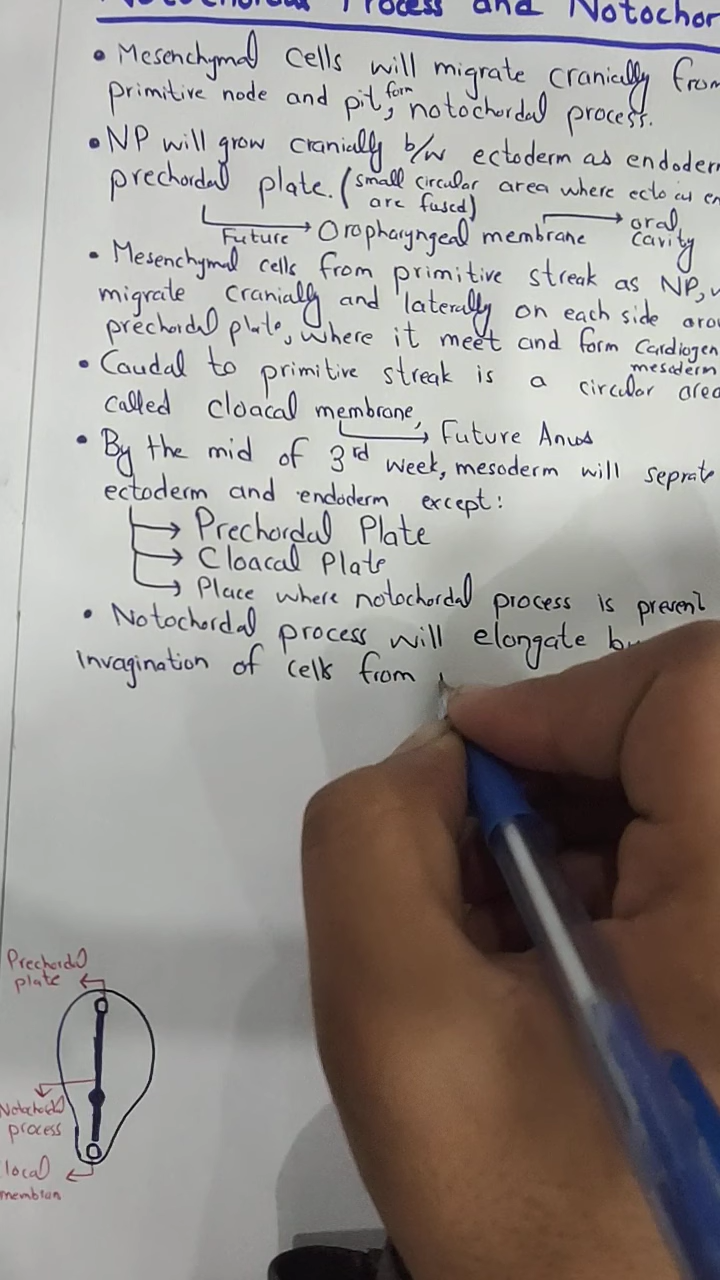 Process and Notochor
• Mesenchymal cells will migrate cranially from
primitive node and pit, form notochordal process.
• NP will grow cranially b/w ectoderm as endoderm
prechordal plate. (small circular area where ecto as en
are fused)
Future → Oropharyngeal membrane → oral cavity
• Mesenchymal cells from primitive streak as NP,
migrate cranially and laterally on each side arou
prechordal plate, where it meet and form Cardiogen
mesoderm
• Caudal to primitive streak is a circular area
called cloacal membrane,
→ Future Anus
• By the mid of 3rd week, mesoderm will seprate
ectoderm and endoderm except:
→ Prechordal Plate
→ Cloacal Plate
→ Place where notochordal process is present
• Notochordal process will elongate by
Invagination of cells from
Prechordal
plate
Notochordal
process
local
membran